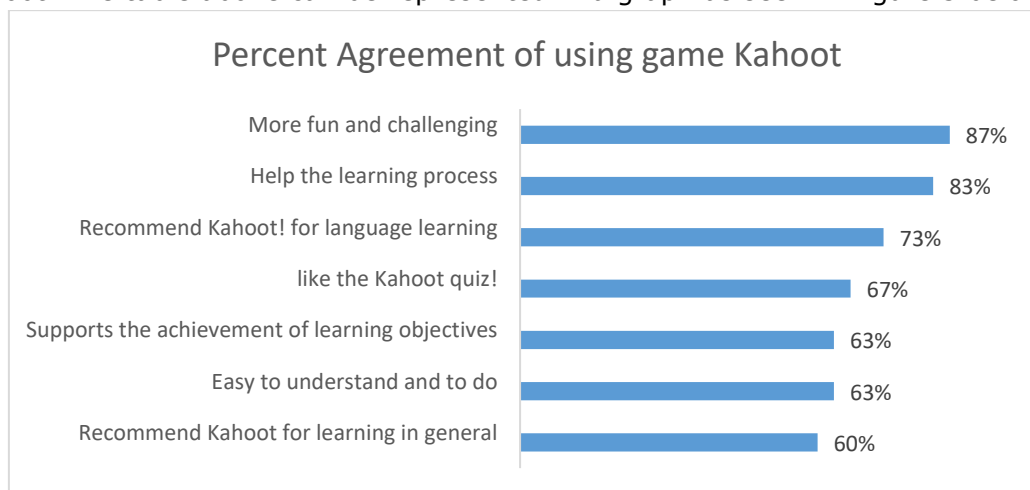 Percent Agreement of using game Kahoot
More fun and challenging 87%
Help the learning process 83%
Recommend Kahoot! for language learning 73%
like the Kahoot quiz! 67%
Supports the achievement of learning objectives 63%
Easy to understand and to do 63%
Recommend Kahoot for learning in general 60%